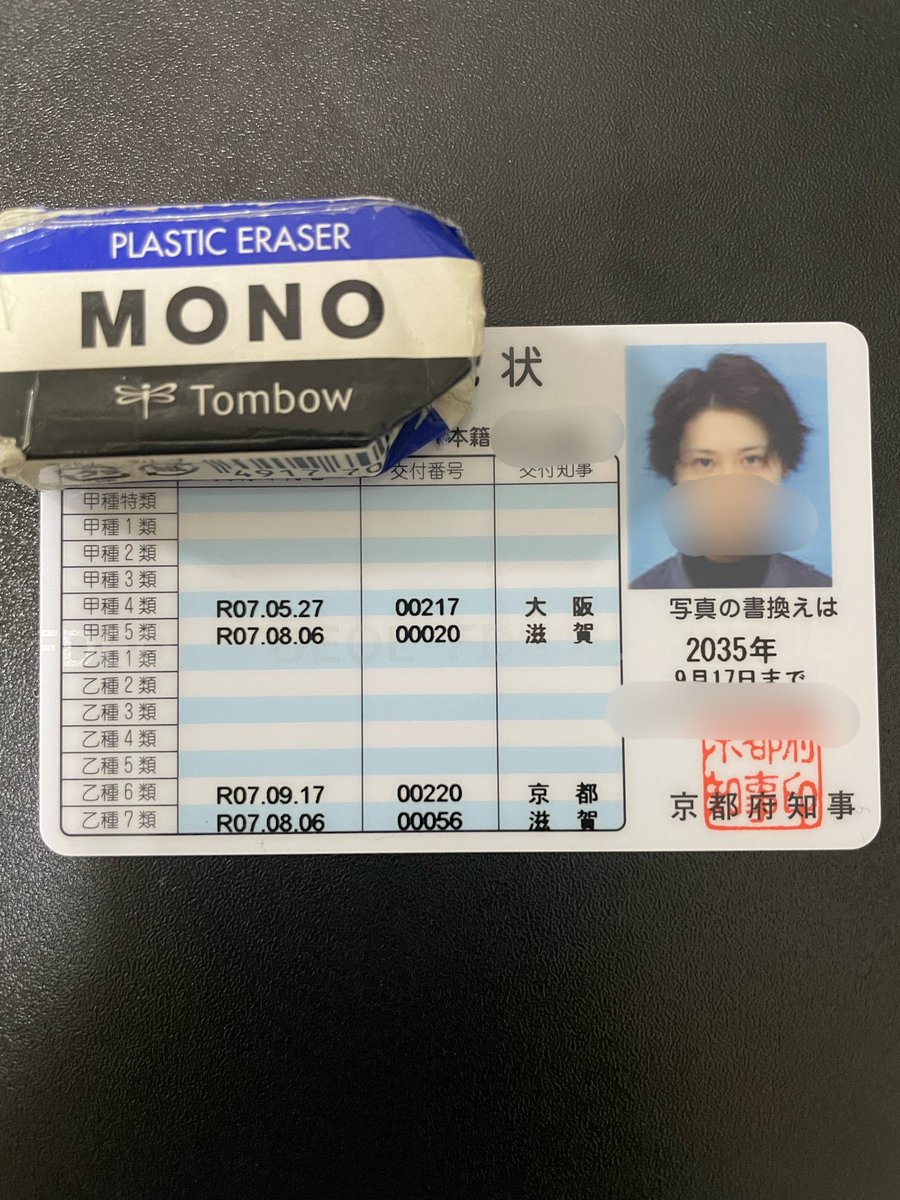 PLASTIC ERASER
MONO
Tombow
状
本籍
交付番号 交付知事
甲種特類
甲種1類
甲種2類
甲種3類
甲種4類 R07.05.27 00217 大阪
甲種5類 R07.08.06 00020 滋賀
乙種1類
乙種2類
乙種3類
乙種4類
乙種5類
乙種6類 R07.09.17 00220 京都
乙種7類 R07.08.06 00056 滋賀
写真の書換えは
2035年
9月17日まで
京都府知事